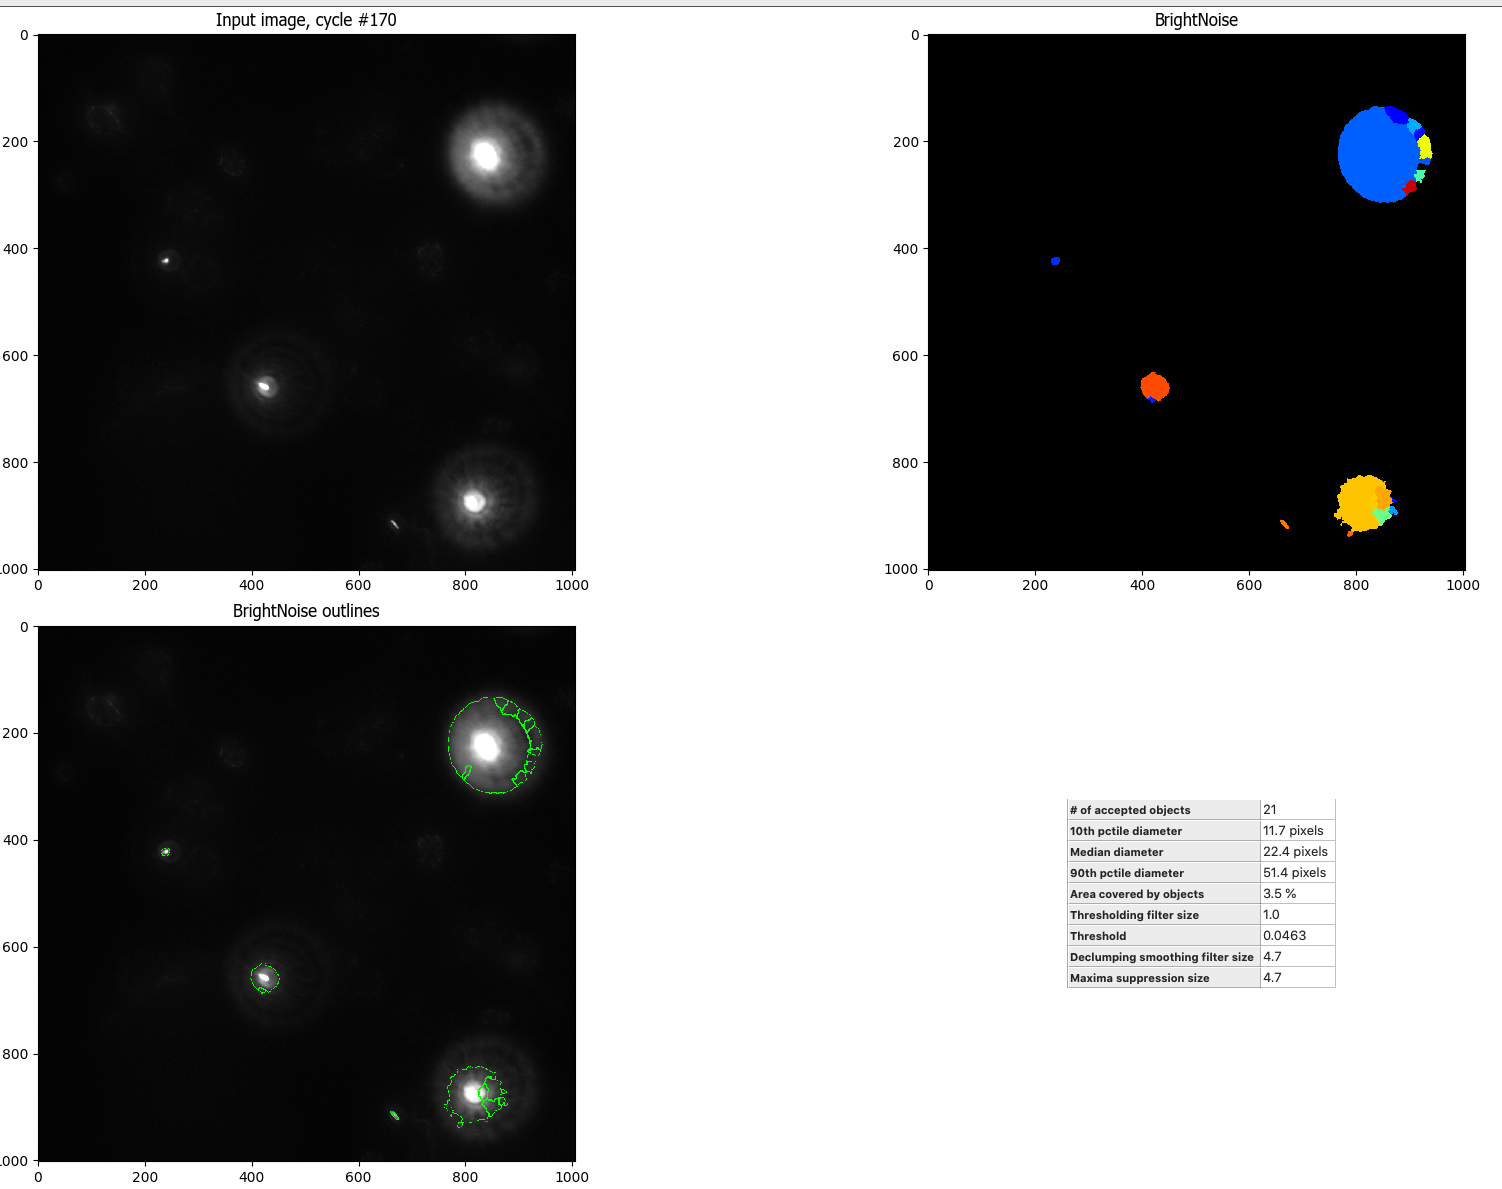 Input image, cycle #170
0
200
400
600
800
1000
0 200 400 600 800 1000
BrightNoise
0
200
400
600
800
1000
0 200 400 600 800 1000
BrightNoise outlines
0
200
400
600
800
1000
0 200 400 600 800 1000
# of accepted objects 21
10th pctile diameter 11.7 pixels
Median diameter 22.4 pixels
90th pctile diameter 51.4 pixels
Area covered by objects 3.5 %
Thresholding filter size 1.0
Threshold 0.0463
Declumping smoothing filter size 4.7
Maxima suppression size 4.7